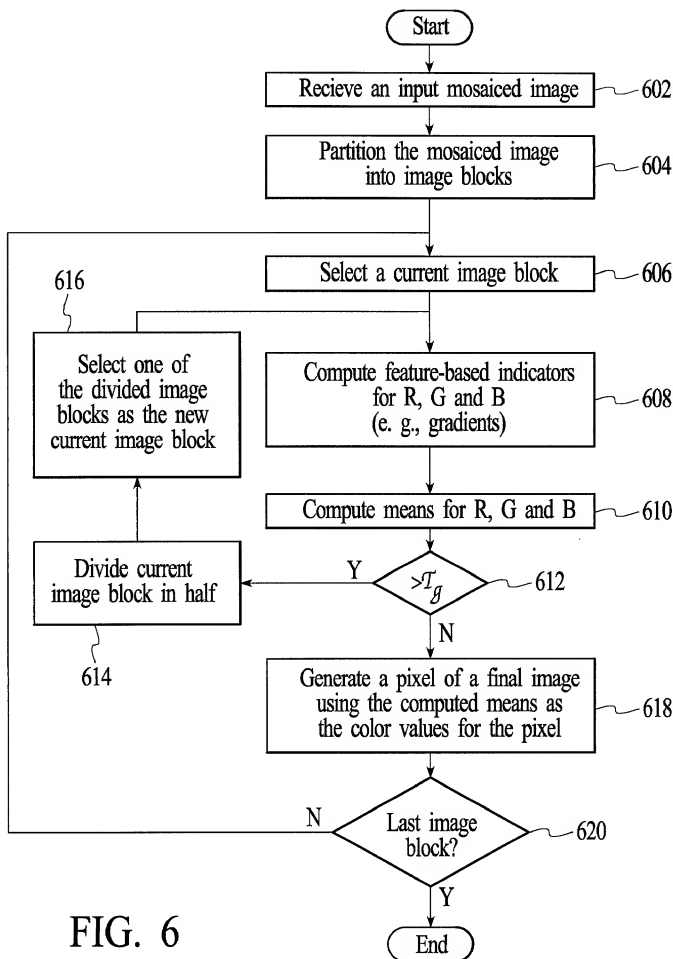 Start
Recieve an input mosaiced image
602
Partition the mosaiced image
into image blocks
604
Select a current image block
606
616
Select one of
the divided image
blocks as the new
current image block
Compute feature-based indicators
for R, G and B
(e. g., gradients)
608
Compute means for R, G and B
610
Divide current
image block in half
614
Y
>Tg
612
N
Generate a pixel of a final image
using the computed means as
the color values for the pixel
618
N
Last image
block?
620
Y
End
FIG. 6